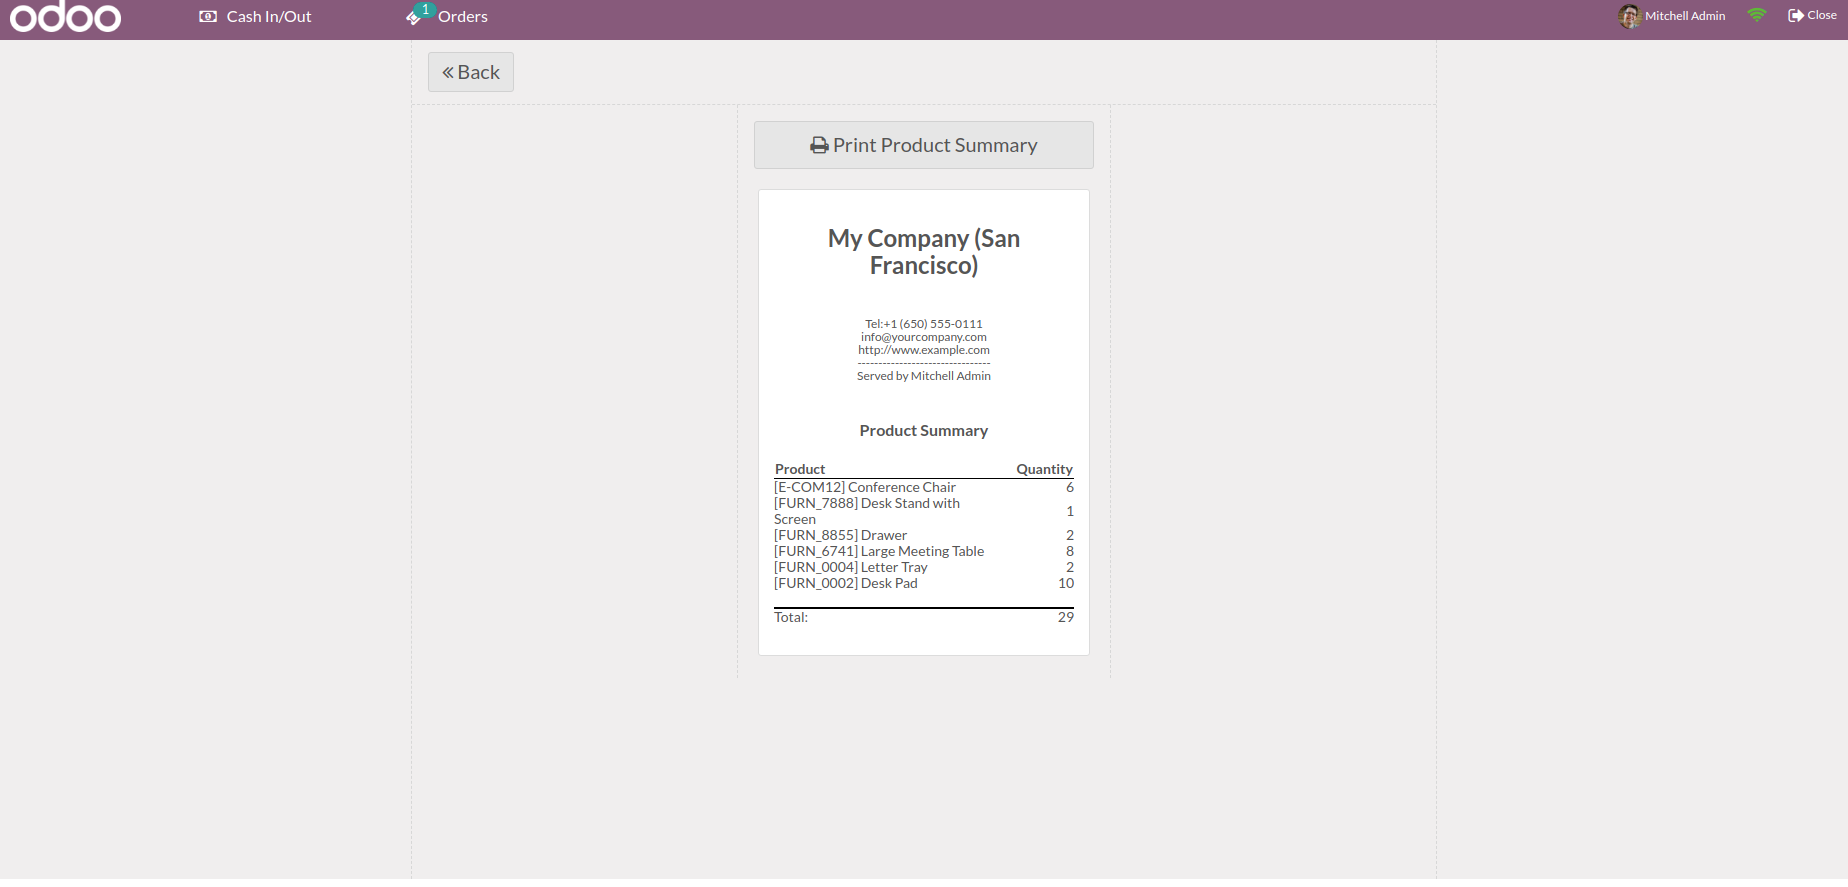 odoo
Cash In/Out
1
Orders
Mitchell Admin
Close
Back
Print Product Summary
My Company (San
Francisco)
Tel:+1 (650) 555-0111
info@yourcompany.com
http://www.example.com
--------------------------------
Served by Mitchell Admin
Product Summary
Product Quantity
[E-COM12] Conference Chair 6
[FURN_7888] Desk Stand with
Screen 1
[FURN_8855] Drawer 2
[FURN_6741] Large Meeting Table 8
[FURN_0004] Letter Tray 2
[FURN_0002] Desk Pad 10
Total: 29